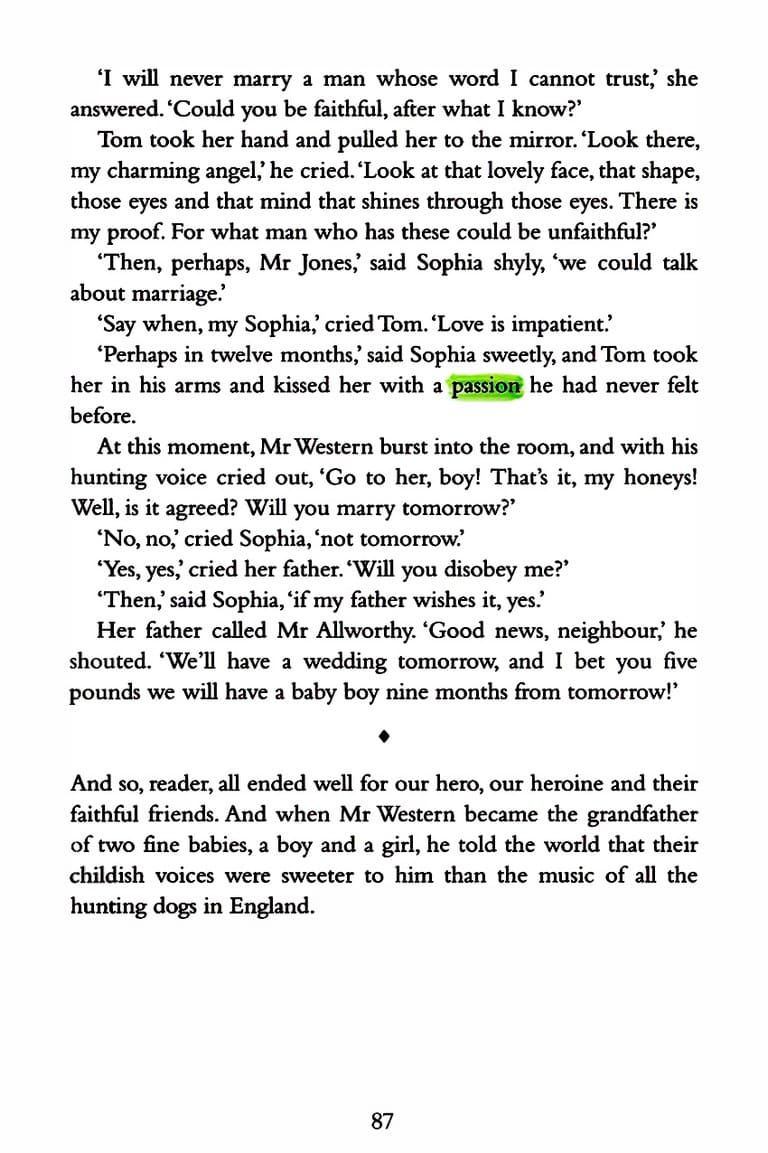 ‘I will never marry a man whose word I cannot trust,’ she
answered. ‘Could you be faithful, after what I know?’
Tom took her hand and pulled her to the mirror. ‘Look there,
my charming angel,’ he cried. ‘Look at that lovely face, that shape,
those eyes and that mind that shines through those eyes. There is
my proof. For what man who has these could be unfaithful?’
‘Then, perhaps, Mr Jones,’ said Sophia shyly, ‘we could talk
about marriage.’
‘Say when, my Sophia,’ cried Tom. ‘Love is impatient.’
‘Perhaps in twelve months,’ said Sophia sweetly, and Tom took
her in his arms and kissed her with a passion he had never felt
before.
At this moment, Mr Western burst into the room, and with his
hunting voice cried out, ‘Go to her, boy! That’s it, my honeys!
Well, is it agreed? Will you marry tomorrow?’
‘No, no,’ cried Sophia, ‘not tomorrow.’
‘Yes, yes,’ cried her father. ‘Will you disobey me?’
‘Then,’ said Sophia, ‘if my father wishes it, yes.’
Her father called Mr Allworthy. ‘Good news, neighbour,’ he
shouted. ‘We’ll have a wedding tomorrow, and I bet you five
pounds we will have a baby boy nine months from tomorrow!’
♦
And so, reader, all ended well for our hero, our heroine and their
faithful friends. And when Mr Western became the grandfather
of two fine babies, a boy and a girl, he told the world that their
childish voices were sweeter to him than the music of all the
hunting dogs in England.
87